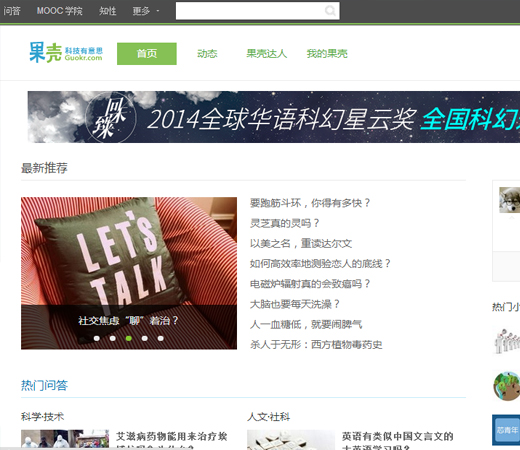 问答 MOOC 学院 知性 更多
果壳 科技有意思 Guokr.com 首页 动态 果壳达人 我的果壳
回缘 2014全球华语科幻星云奖 全国科幻
最新推荐
LET'S
TALK
社交焦虑“聊”着治？
要跑筋斗环，你得有多快？
灵芝真的灵吗？
以美之名，重读达尔文
如何高效率地测验恋人的底线？
电磁炉辐射真的会致癌吗？
大脑也要每天洗澡？
人一血糖低，就要闹脾气
杀人于无形：西方植物毒药史
热门小
热门问答
科学·技术 人文·社科
艾滋病药物能用来治疗埃
英语有类似中国文言文的
芯青年